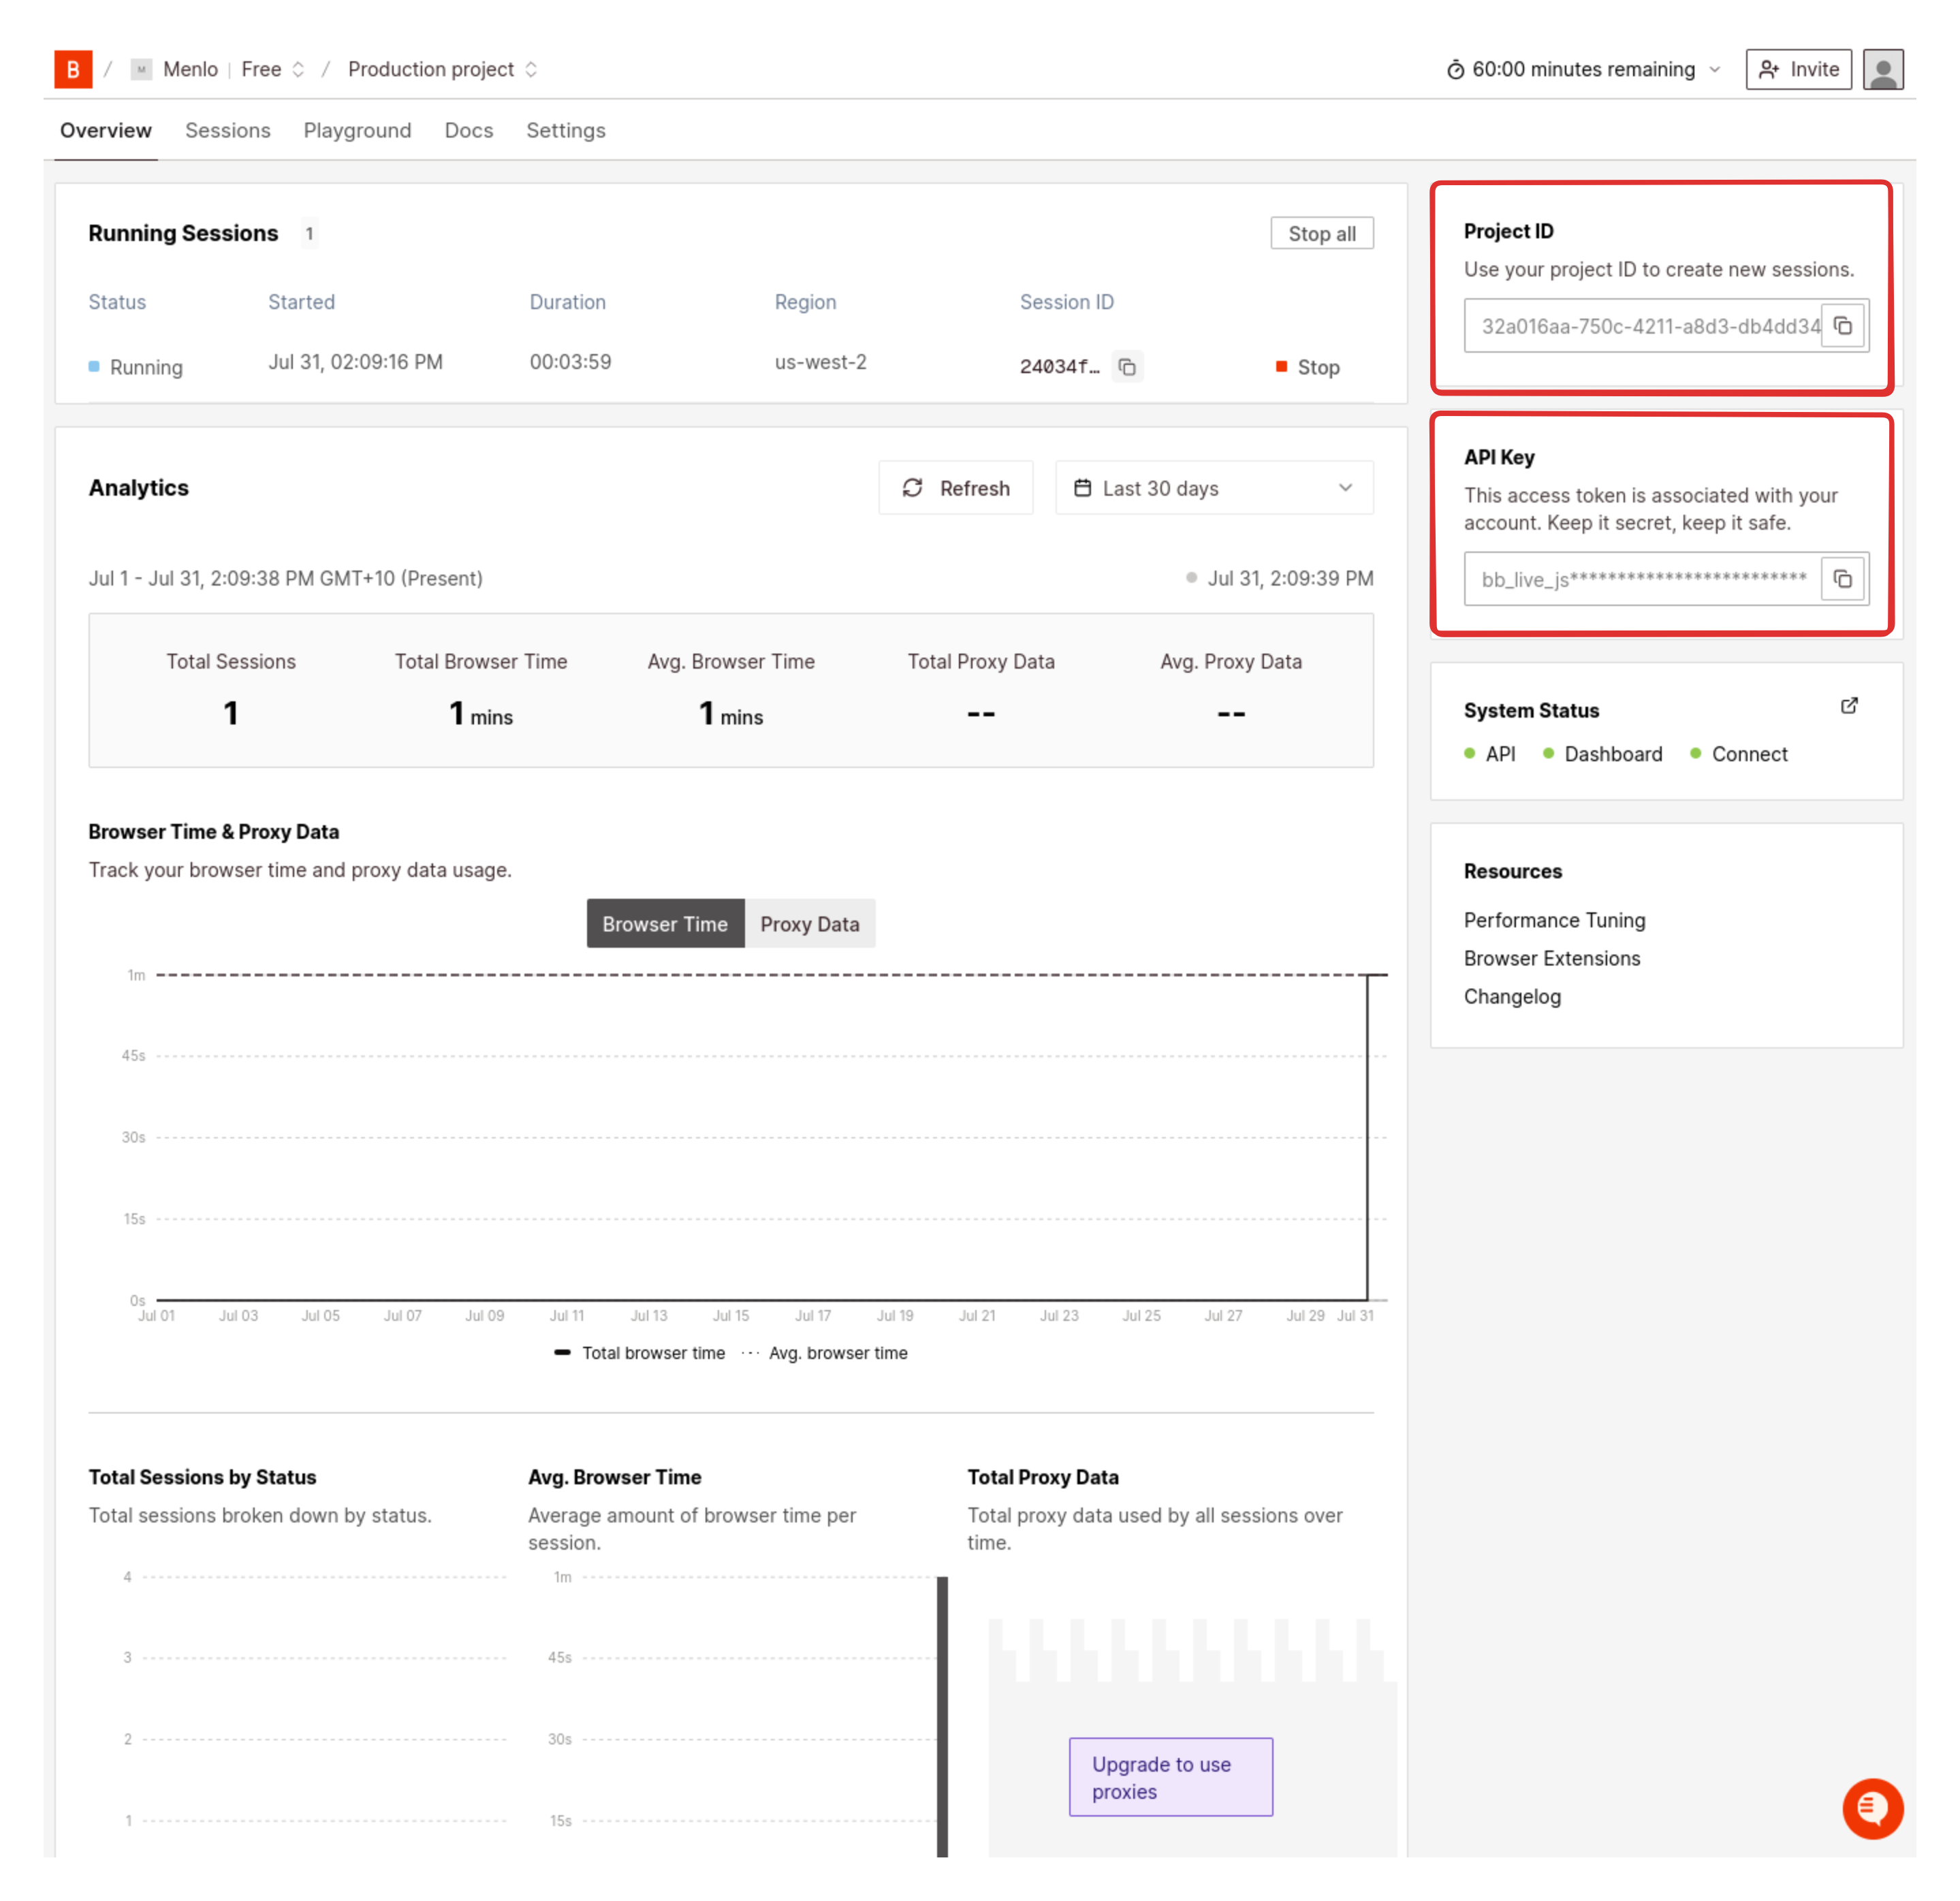 B / M Menlo | Free / Production project
60:00 minutes remaining
Invite
Overview Sessions Playground Docs Settings
Running Sessions 1
Stop all
Status Started Duration Region Session ID
Running Jul 31, 02:09:16 PM 00:03:59 us-west-2 24034f… Stop
Analytics
Refresh
Last 30 days
Jul 1 - Jul 31, 2:09:38 PM GMT+10 (Present)
Jul 31, 2:09:39 PM
Total Sessions Total Browser Time Avg. Browser Time Total Proxy Data Avg. Proxy Data
1 1 mins 1 mins -- --
Browser Time & Proxy Data
Track your browser time and proxy data usage.
Browser Time Proxy Data
1m
45s
30s
15s
0s
Jul 01 Jul 03 Jul 05 Jul 07 Jul 09 Jul 11 Jul 13 Jul 15 Jul 17 Jul 19 Jul 21 Jul 23 Jul 25 Jul 27 Jul 29 Jul 31
Total browser time Avg. browser time
Total Sessions by Status
Total sessions broken down by status.
4
3
2
1
Avg. Browser Time
Average amount of browser time per
session.
1m
45s
30s
15s
Total Proxy Data
Total proxy data used by all sessions over
time.
Upgrade to use
proxies
Project ID
Use your project ID to create new sessions.
32a016aa-750c-4211-a8d3-db4dd34
API Key
This access token is associated with your
account. Keep it secret, keep it safe.
bb_live_js*************************
System Status
API Dashboard Connect
Resources
Performance Tuning
Browser Extensions
Changelog